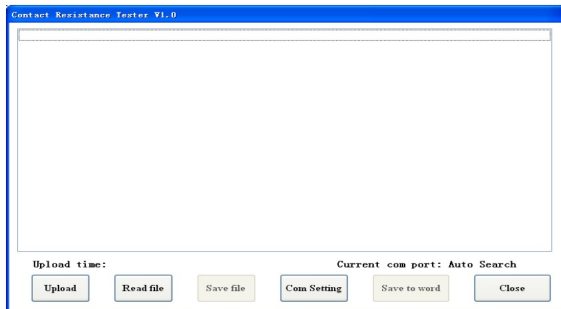 Contact Resistance Tester V1.0
Upload time: Current com port: Auto Search
Upload Read file Save file Com Setting Save to word Close